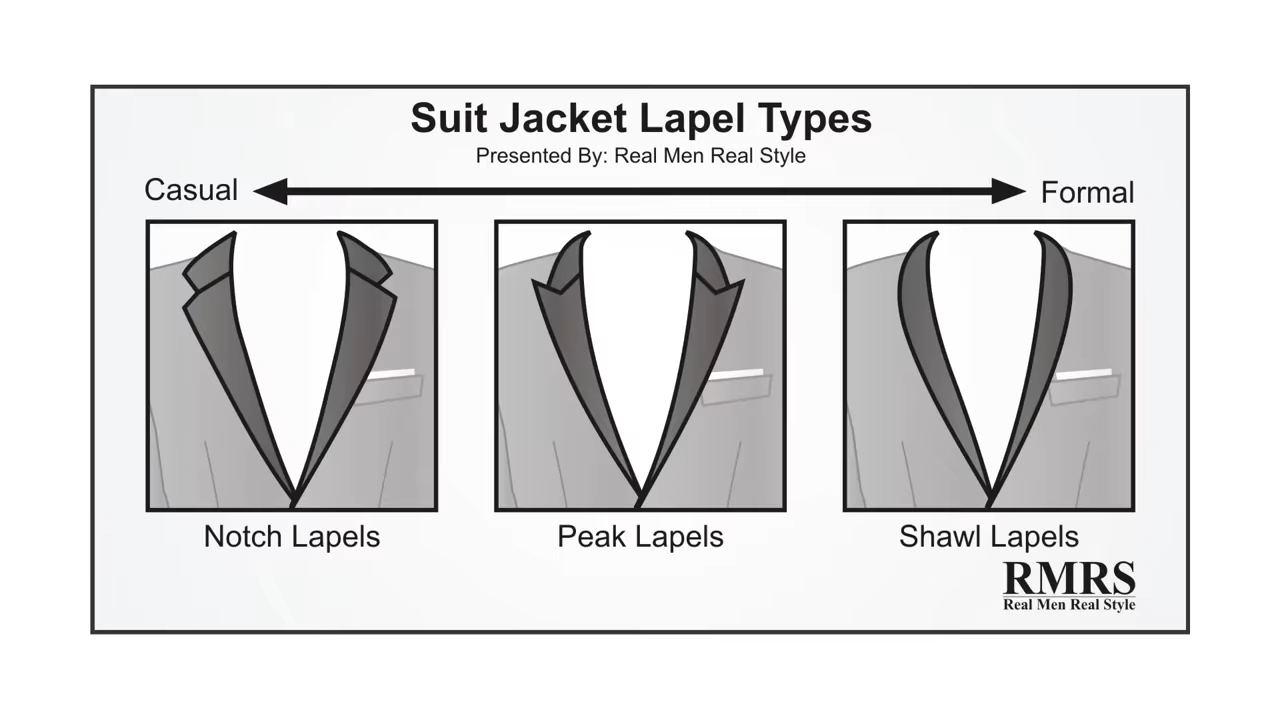 Suit Jacket Lapel Types
Presented By: Real Men Real Style
Casual
Formal
Notch Lapels
Peak Lapels
Shawl Lapels
RMRS
Real Men Real Style